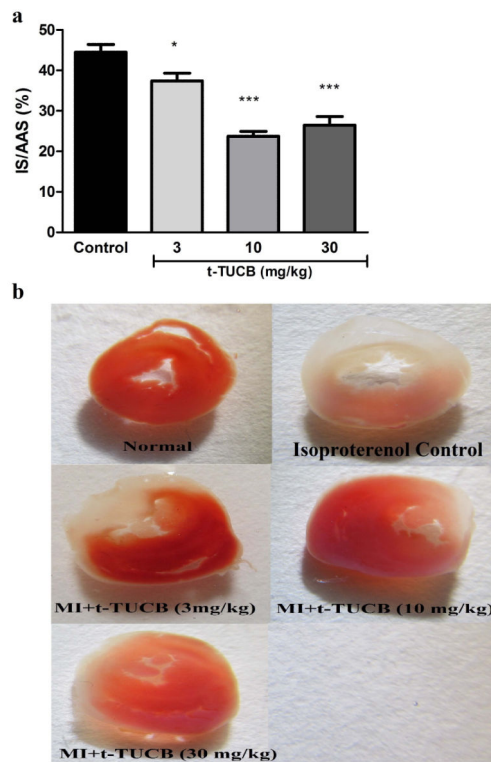 a
50
40
30
20
10
0
IS/AAS (%)
*
***
***
Control
3
10
30
t-TUCB (mg/kg)
b
Normal
Isoproterenol Control
MI+t-TUCB (3mg/kg)
MI+t-TUCB (10 mg/kg)
MI+t-TUCB (30 mg/kg)